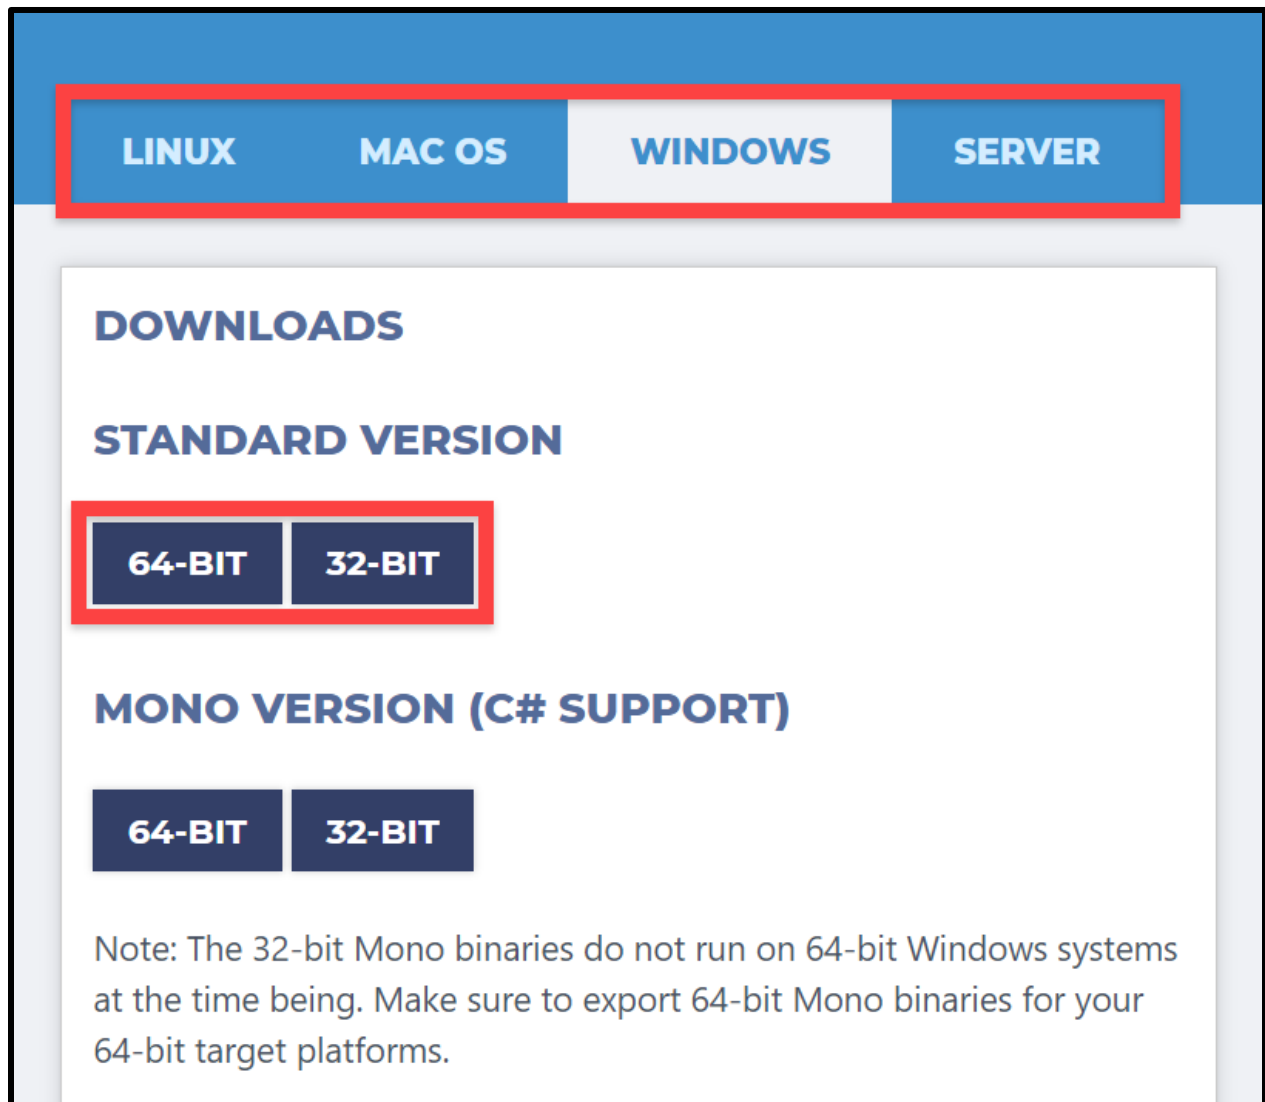 LINUX MAC OS WINDOWS SERVER
DOWNLOADS
STANDARD VERSION
64-BIT 32-BIT
MONO VERSION (C# SUPPORT)
64-BIT 32-BIT
Note: The 32-bit Mono binaries do not run on 64-bit Windows systems
at the time being. Make sure to export 64-bit Mono binaries for your
64-bit target platforms.